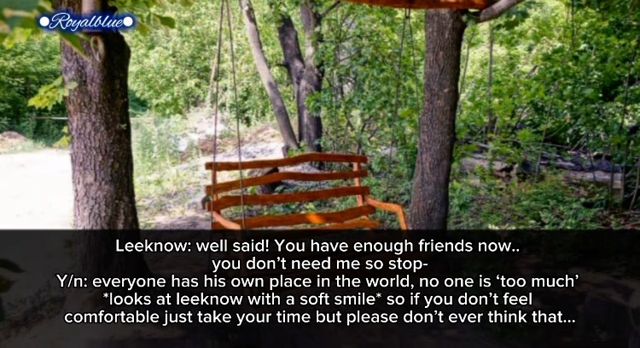 Royalblue
Leeknow: well said! You have enough friends now..
you don’t need me so stop-
Y/n: everyone has his own place in the world, no one is ‘too much’
*looks at leeknow with a soft smile* so if you don’t feel
comfortable just take your time but please don’t ever think that...